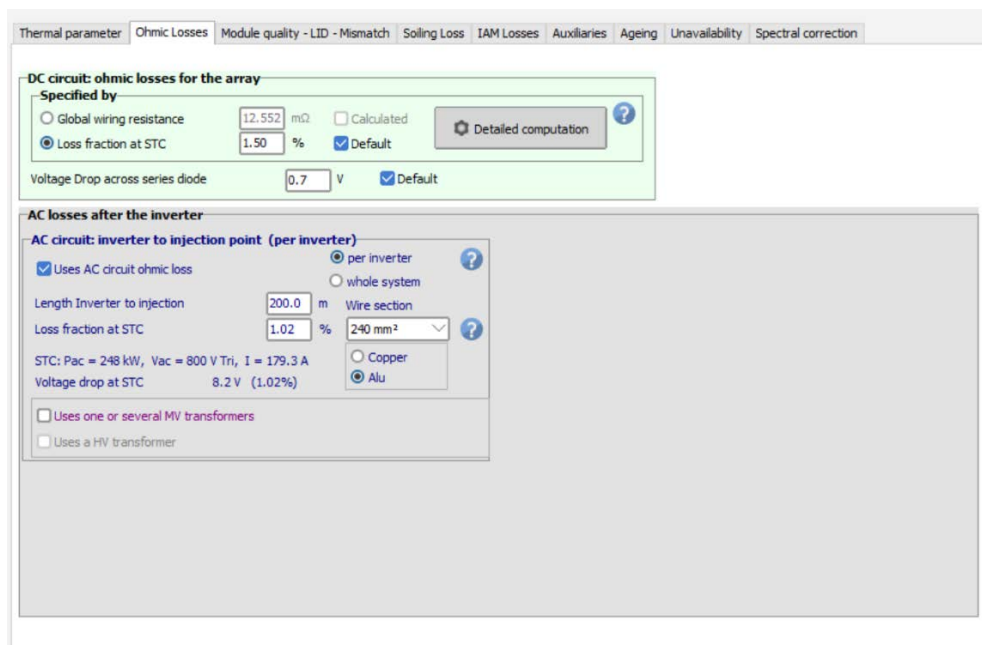 Thermal parameter Ohmic Losses Module quality - LID - Mismatch Soiling Loss IAM Losses Auxiliaries Ageing Unavailability Spectral correction
DC circuit: ohmic losses for the array
Specified by
Global wiring resistance 12.552 mΩ Calculated
Loss fraction at STC 1.50 % Default
Detailed computation
?
Voltage Drop across series diode 0.7 V Default
AC losses after the inverter
AC circuit: inverter to injection point (per inverter)
Uses AC circuit ohmic loss
per inverter
whole system
?
Length Inverter to injection 200.0 m Wire section
Loss fraction at STC 1.02 % 240 mm² ?
STC: Pac = 248 kW, Vac = 800 V Tri, I = 179.3 A
Copper
Voltage drop at STC 8.2 V (1.02%)
Alu
Uses one or several MV transformers
Uses a HV transformer